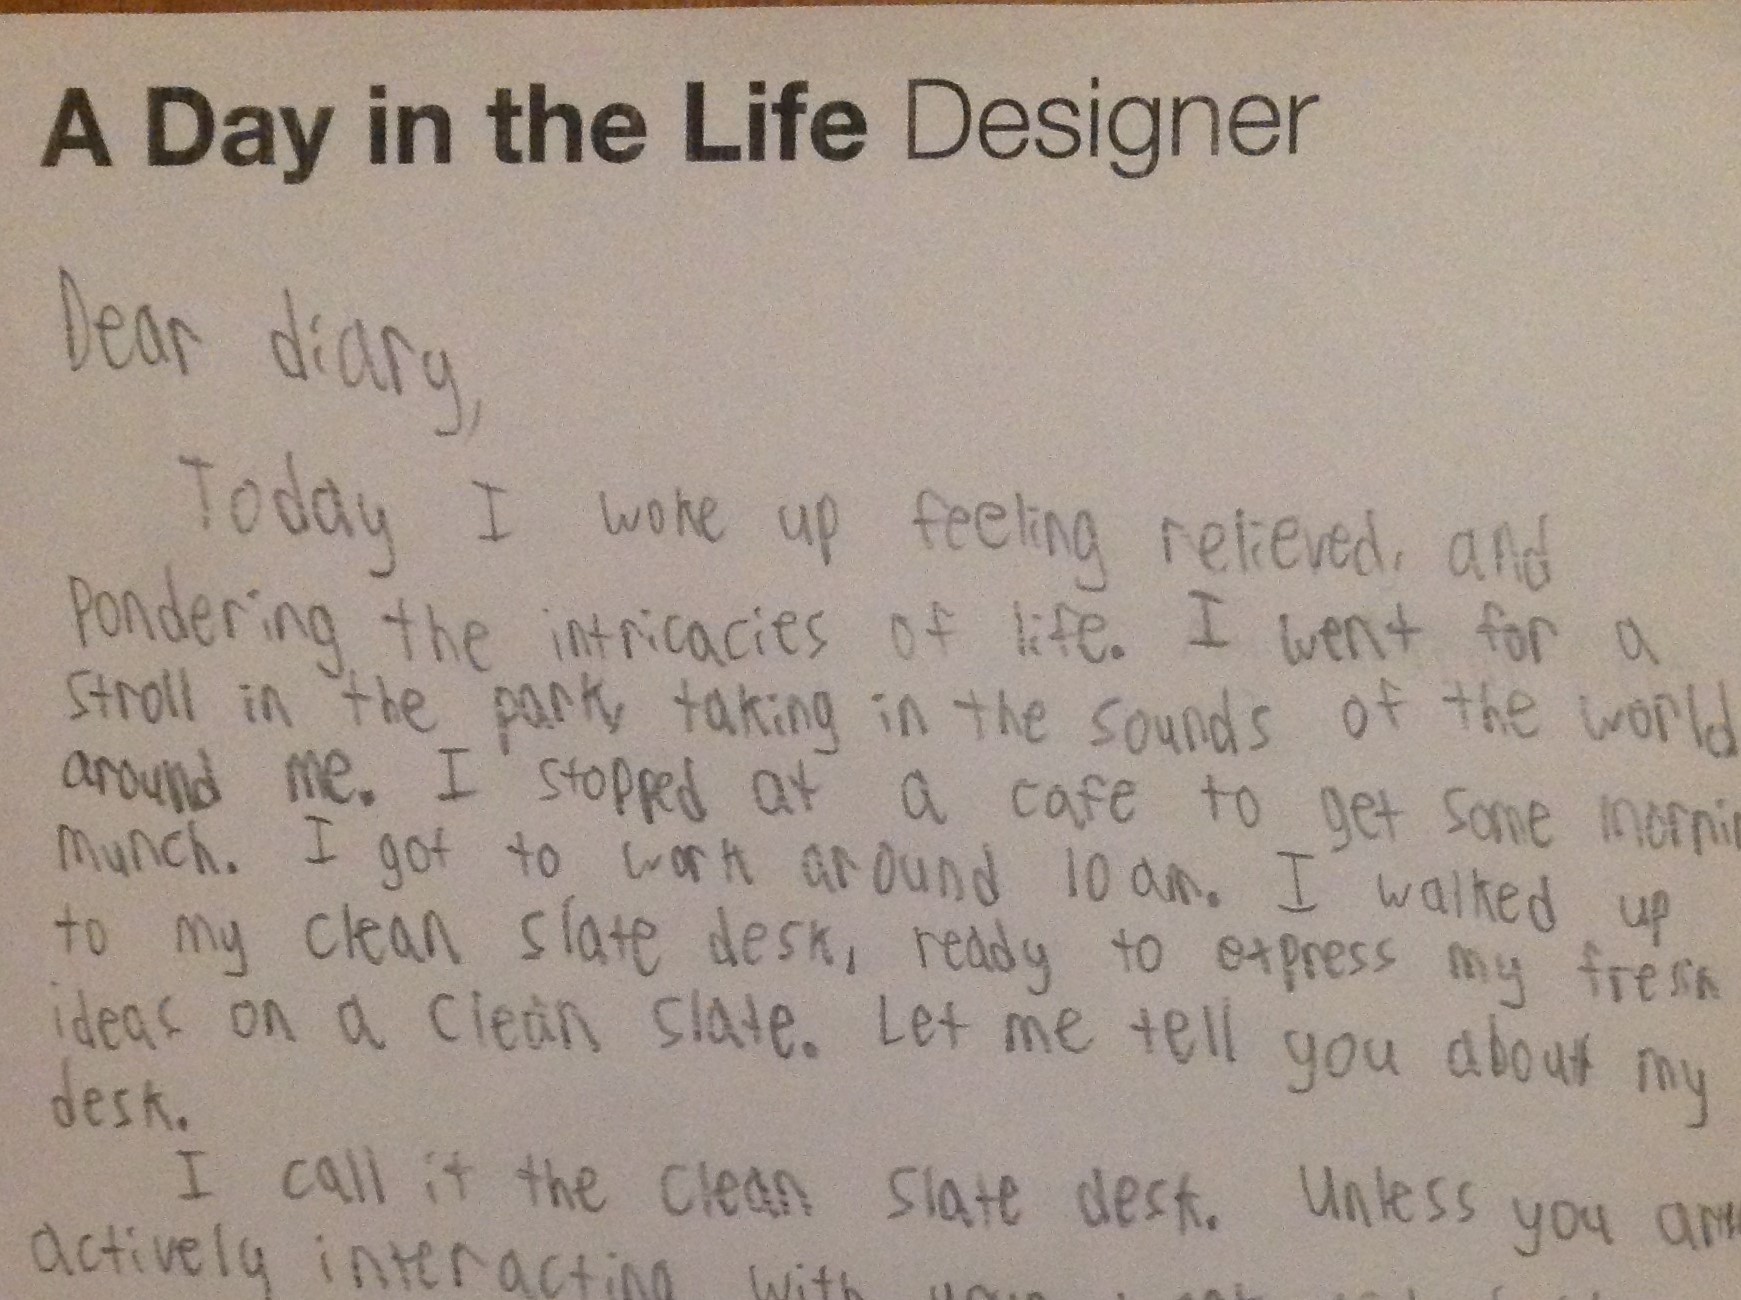 A Day in the Life Designer
Dear diary,
Today I woke up feeling relieved, and
Pondering the intricacies of life. I went for a
stroll in the park, taking in the sounds of the world
around me. I stopped at a cafe to get some mornin
munch. I got to work around 10 am. I walked up
to my clean slate desk, ready to express my fresh
ideas on a clean slate. Let me tell you about my
desk.
I call it the clean slate desk. Unless you are
actively interacting with your